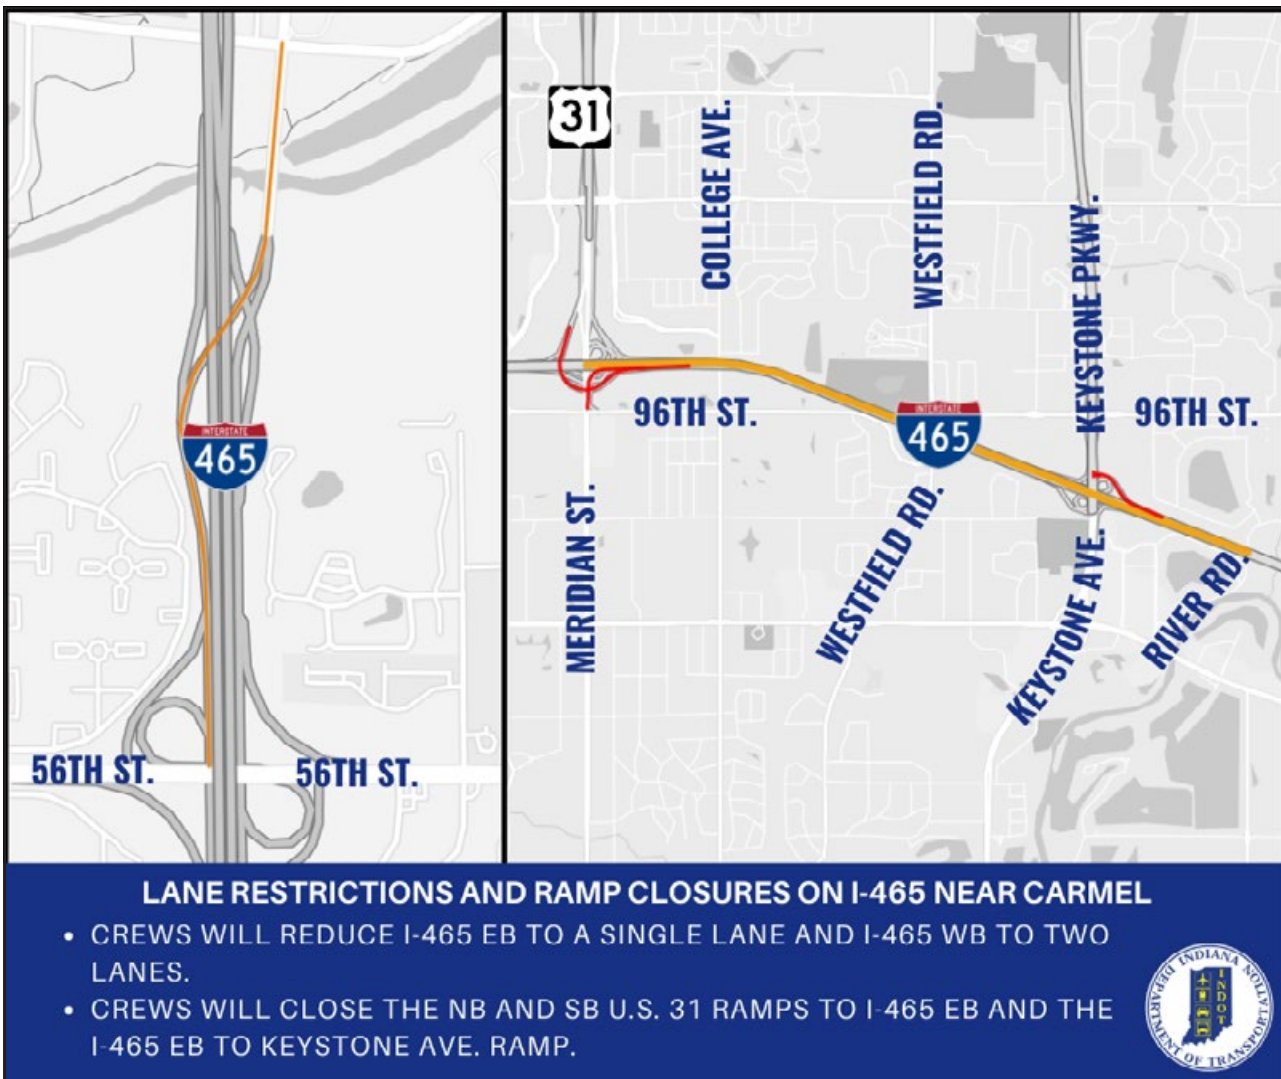 31
COLLEGE AVE.
WESTFIELD RD.
KEYSTONE PKWY.
96TH ST.
96TH ST.
INTERSTATE
465
INTERSTATE
465
MERIDIAN ST.
WESTFIELD RD.
KEYSTONE AVE.
RIVER RD.
56TH ST.
56TH ST.
LANE RESTRICTIONS AND RAMP CLOSURES ON I-465 NEAR CARMEL
• CREWS WILL REDUCE I-465 EB TO A SINGLE LANE AND I-465 WB TO TWO
LANES.
• CREWS WILL CLOSE THE NB AND SB U.S. 31 RAMPS TO I-465 EB AND THE
I-465 EB TO KEYSTONE AVE. RAMP.
INDIANA
DEPARTMENT OF TRANSPORTATION
INDOT